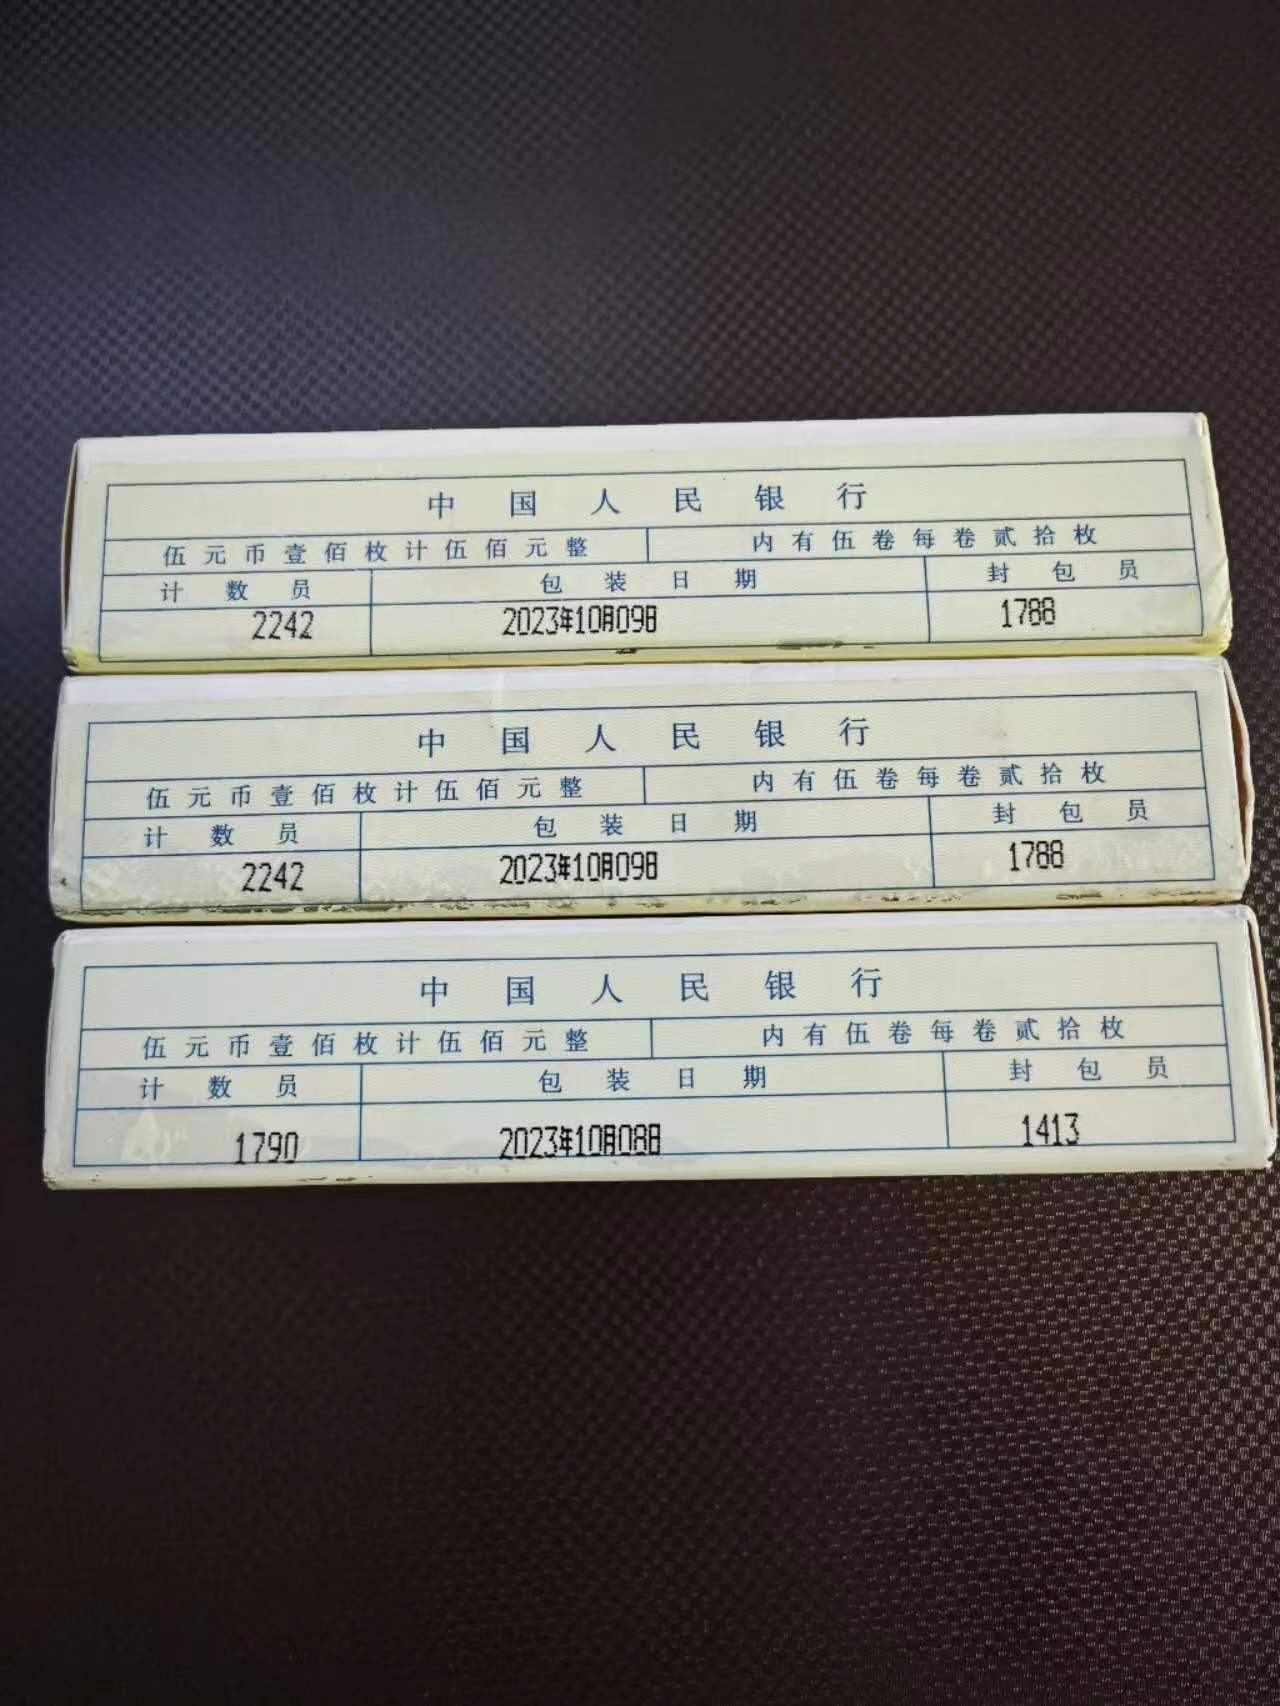 中国人民银行
伍元币壹佰枚计伍佰元整 内有伍卷每卷贰拾枚
计数员 包装日期 封包员
2242 2023年10月09日 1788
中国人民银行
伍元币壹佰枚计伍佰元整 内有伍卷每卷贰拾枚
计数员 包装日期 封包员
2242 2023年10月09日 1788
中国人民银行
伍元币壹佰枚计伍佰元整 内有伍卷每卷贰拾枚
计数员 包装日期 封包员
1790 2023年10月08日 1413